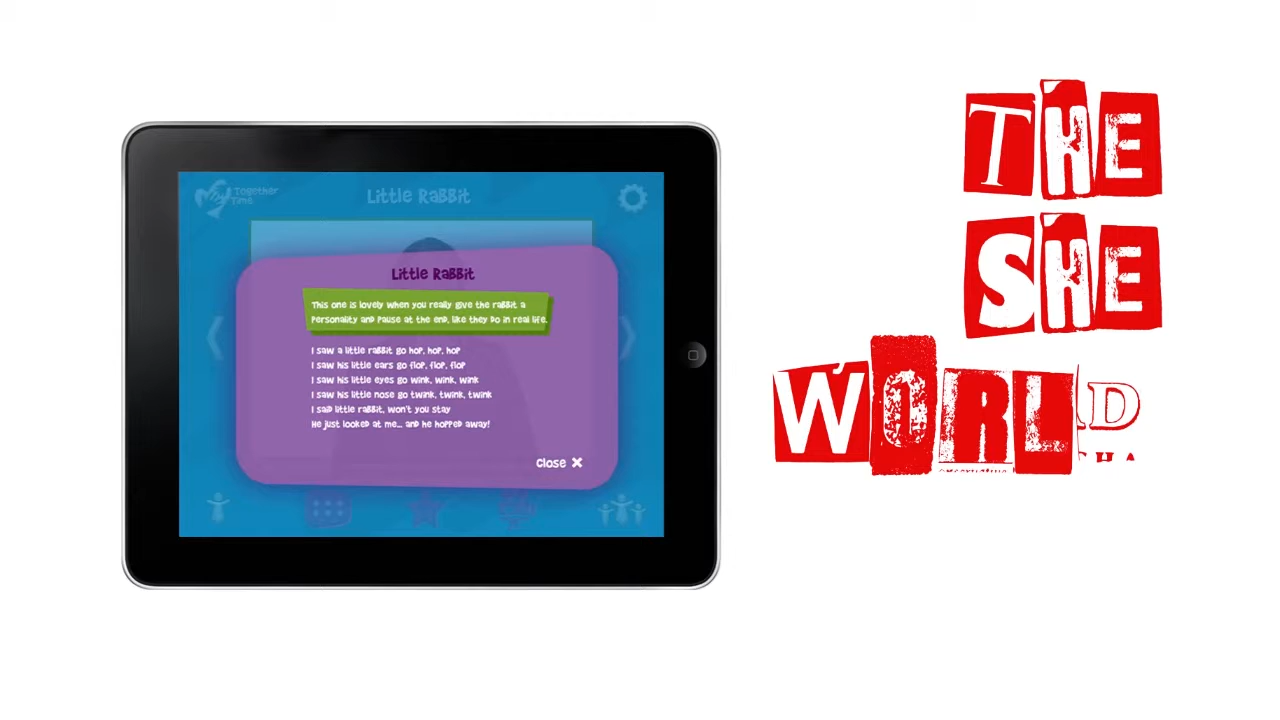 My Together
Time
Little Rabbit
Little Rabbit
This one is lovely when you really give the rabbit a
personality and pause at the end, like they do in real life.
I saw a little rabbit go hop, hop, hop
I saw his little ears go flop, flop, flop
I saw his little eyes go wink, wink, wink
I saw his little nose go twink, twink, twink
I said little rabbit, won't you stay
He just looked at me... and he hopped away!
Close X
THE
SHE
WORLD